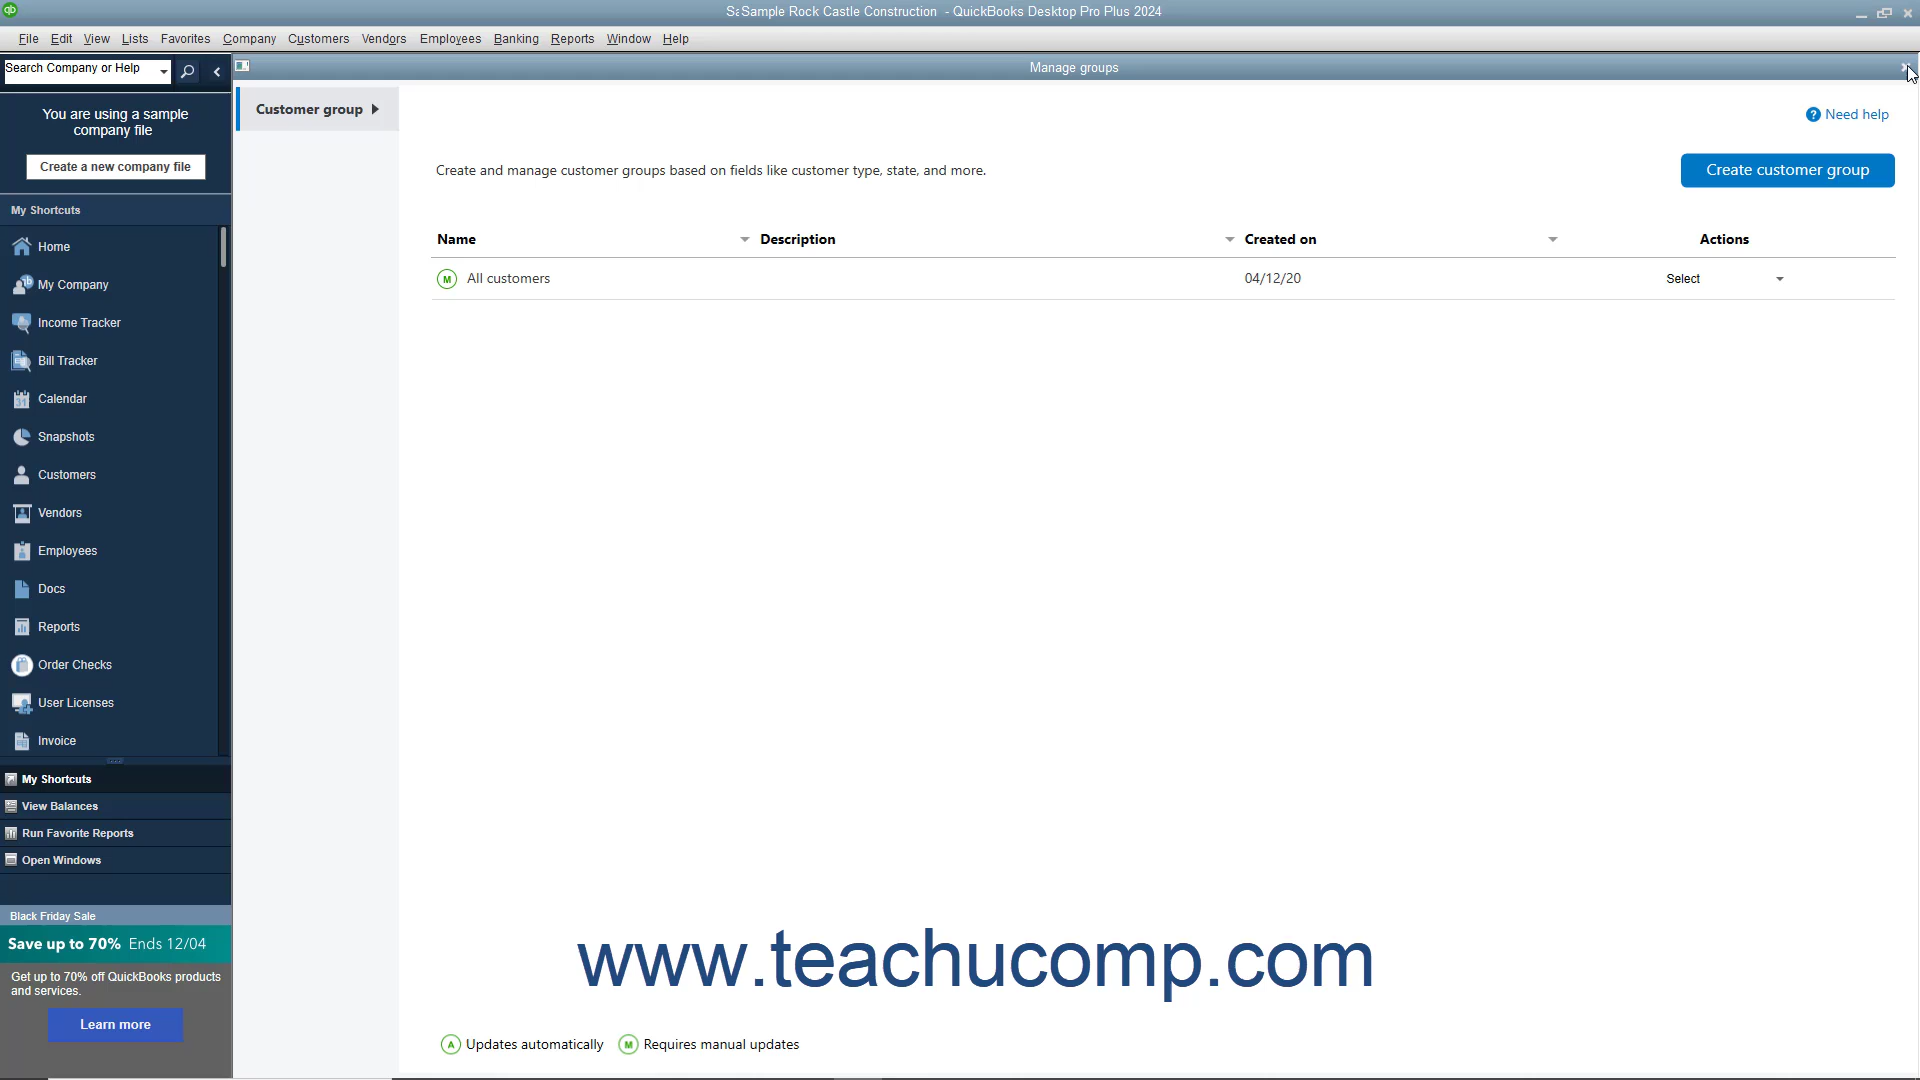 SaSample Rock Castle Construction - QuickBooks Desktop Pro Plus 2024
File Edit View Lists Favorites Company Customers Vendors Employees Banking Reports Window Help
Search Company or Help
Manage groups
You are using a sample
company file
Create a new company file
My Shortcuts
Home
My Company
Income Tracker
Bill Tracker
Calendar
Snapshots
Customers
Vendors
Employees
Docs
Reports
Order Checks
User Licenses
Invoice
My Shortcuts
View Balances
Run Favorite Reports
Open Windows
Black Friday Sale
Save up to 70% Ends 12/04
Get up to 70% off QuickBooks products
and services.
Learn more
Customer group
? Need help
Create and manage customer groups based on fields like customer type, state, and more.
Create customer group
Name Description Created on Actions
M All customers 04/12/20 Select
www.teachucomp.com
A Updates automatically M Requires manual updates